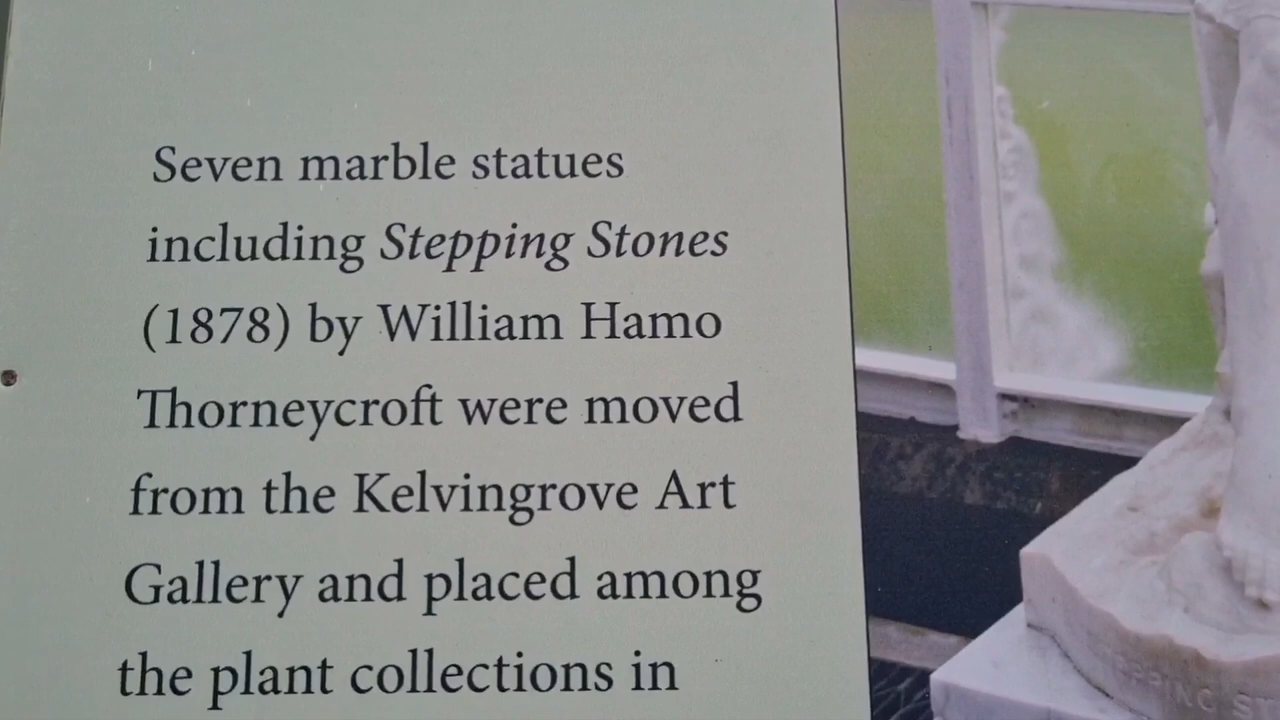 Seven marble statues
including Stepping Stones
(1878) by William Hamo
Thorneycroft were moved
from the Kelvingrove Art
Gallery and placed among
the plant collections in